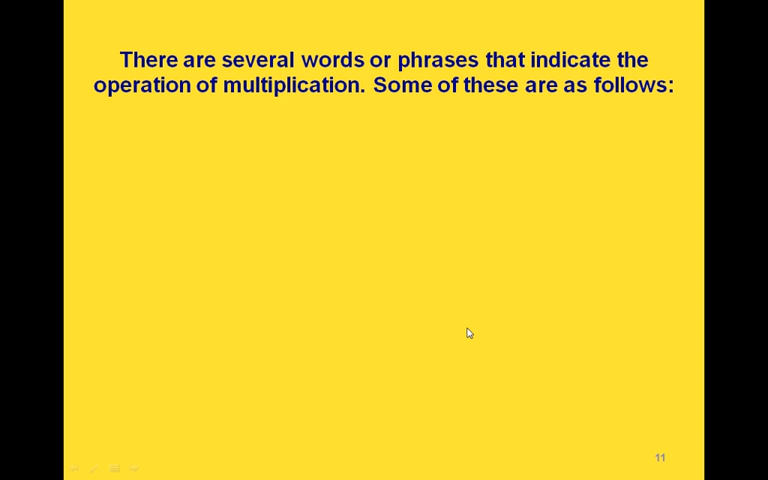 There are several words or phrases that indicate the
operation of multiplication. Some of these are as follows:
11